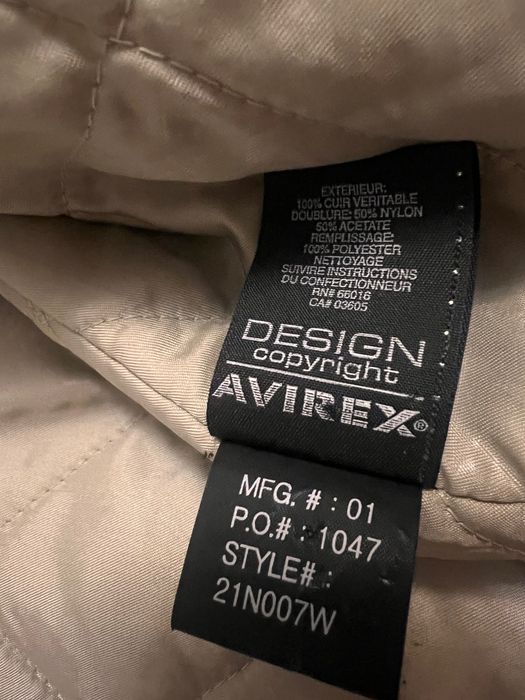 EXTERIEUR:
100% CUIR VERITABLE
DOUBLURE: 50% NYLON
50% ACETATE
REMPLISSAGE:
100% POLYESTER
NETTOYAGE
SUIVIRE INSTRUCTIONS
DU CONFECTIONNEUR
RN# 66016
CA# 03605
DESIGN
copyright
AVIREX®
MFG. # : 01
P.O.# : 1047
STYLE# :
21N007W